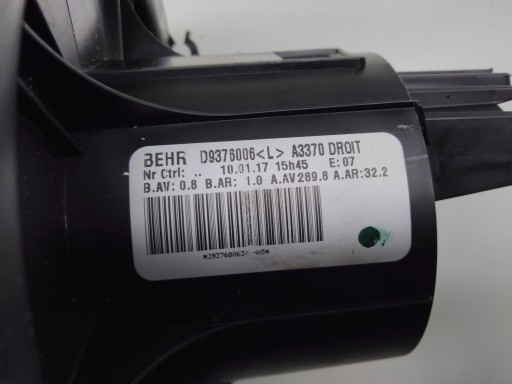 BEHR D9376006<L> A3370 DROIT
Nr Ctrl: .. 10.01.17 15h45 E:07
B.AV: 0.8 B.AR: 1.0 A.AV289.8 A.AR:32.2